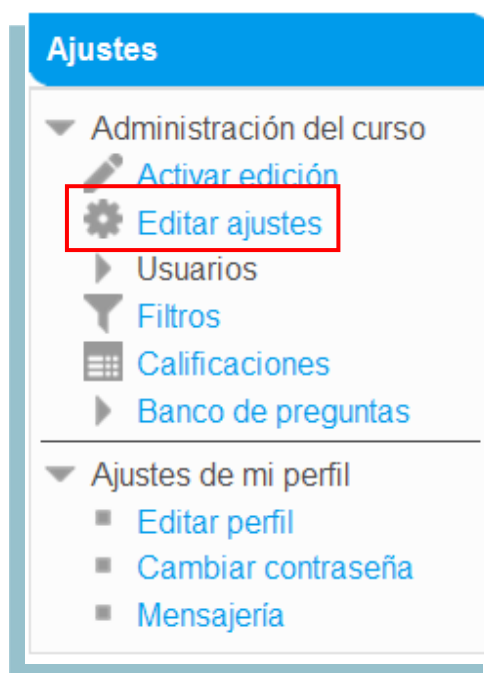 Ajustes
Administración del curso
Activar edición
Editar ajustes
Usuarios
Filtros
Calificaciones
Banco de preguntas
Ajustes de mi perfil
Editar perfil
Cambiar contraseña
Mensajería